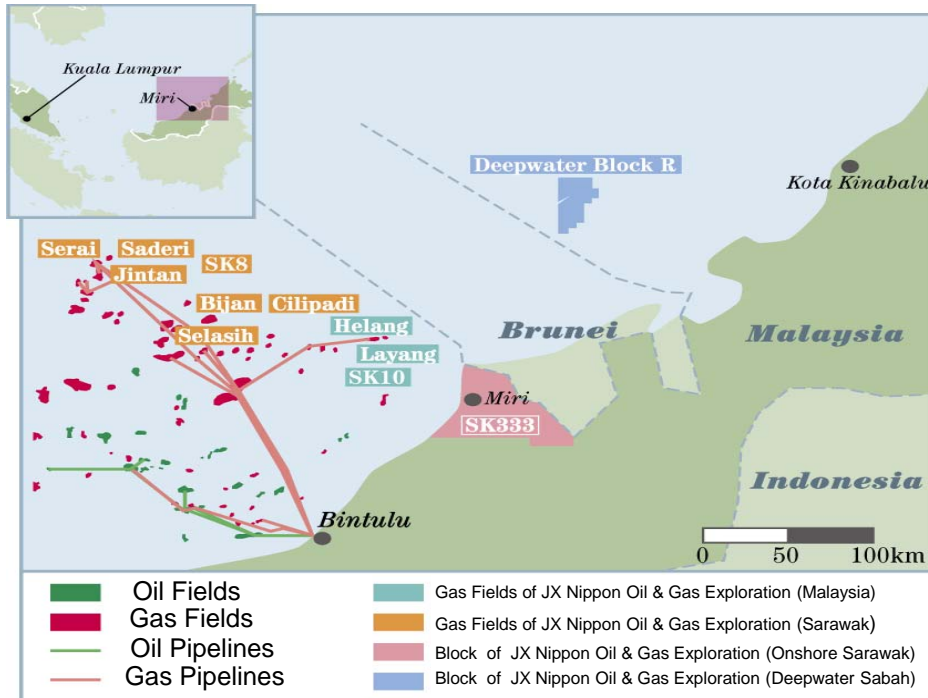 Kuala Lumpur
Miri
Deepwater Block R
Kota Kinabalu
Serai Saderi
SK8
Jintan
Bijan Cilipadi
Selasih
Helang
Layang
SK10
Brunei
Malaysia
Miri
SK333
Indonesia
Bintulu
0 50 100km
Oil Fields
Gas Fields
Oil Pipelines
Gas Pipelines
Gas Fields of JX Nippon Oil & Gas Exploration (Malaysia)
Gas Fields of JX Nippon Oil & Gas Exploration (Sarawak)
Block of JX Nippon Oil & Gas Exploration (Onshore Sarawak)
Block of JX Nippon Oil & Gas Exploration (Deepwater Sabah)